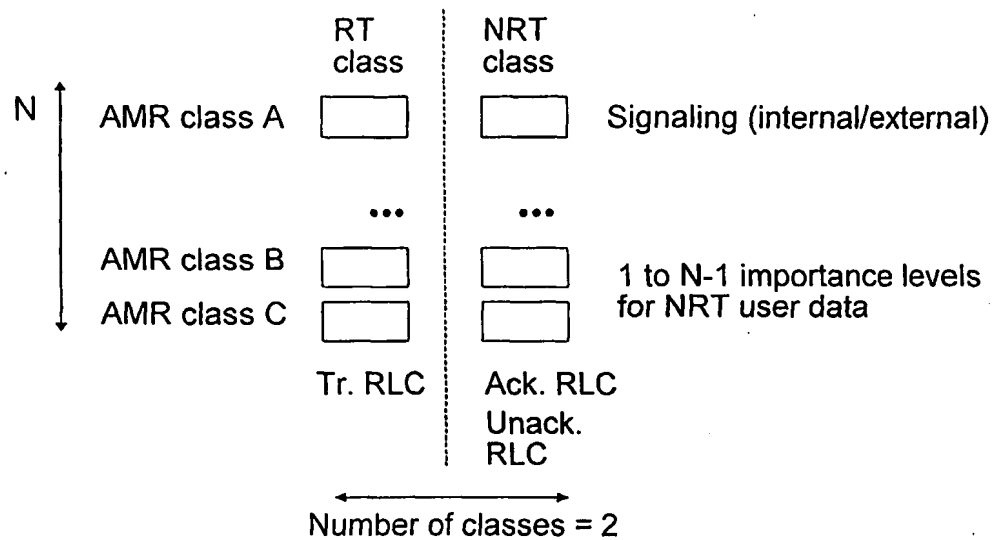 RT class
NRT class
N
AMR class A
Signaling (internal/external)
•••
•••
AMR class B
AMR class C
1 to N-1 importance levels
for NRT user data
Tr. RLC
Ack. RLC
Unack.
RLC
Number of classes = 2